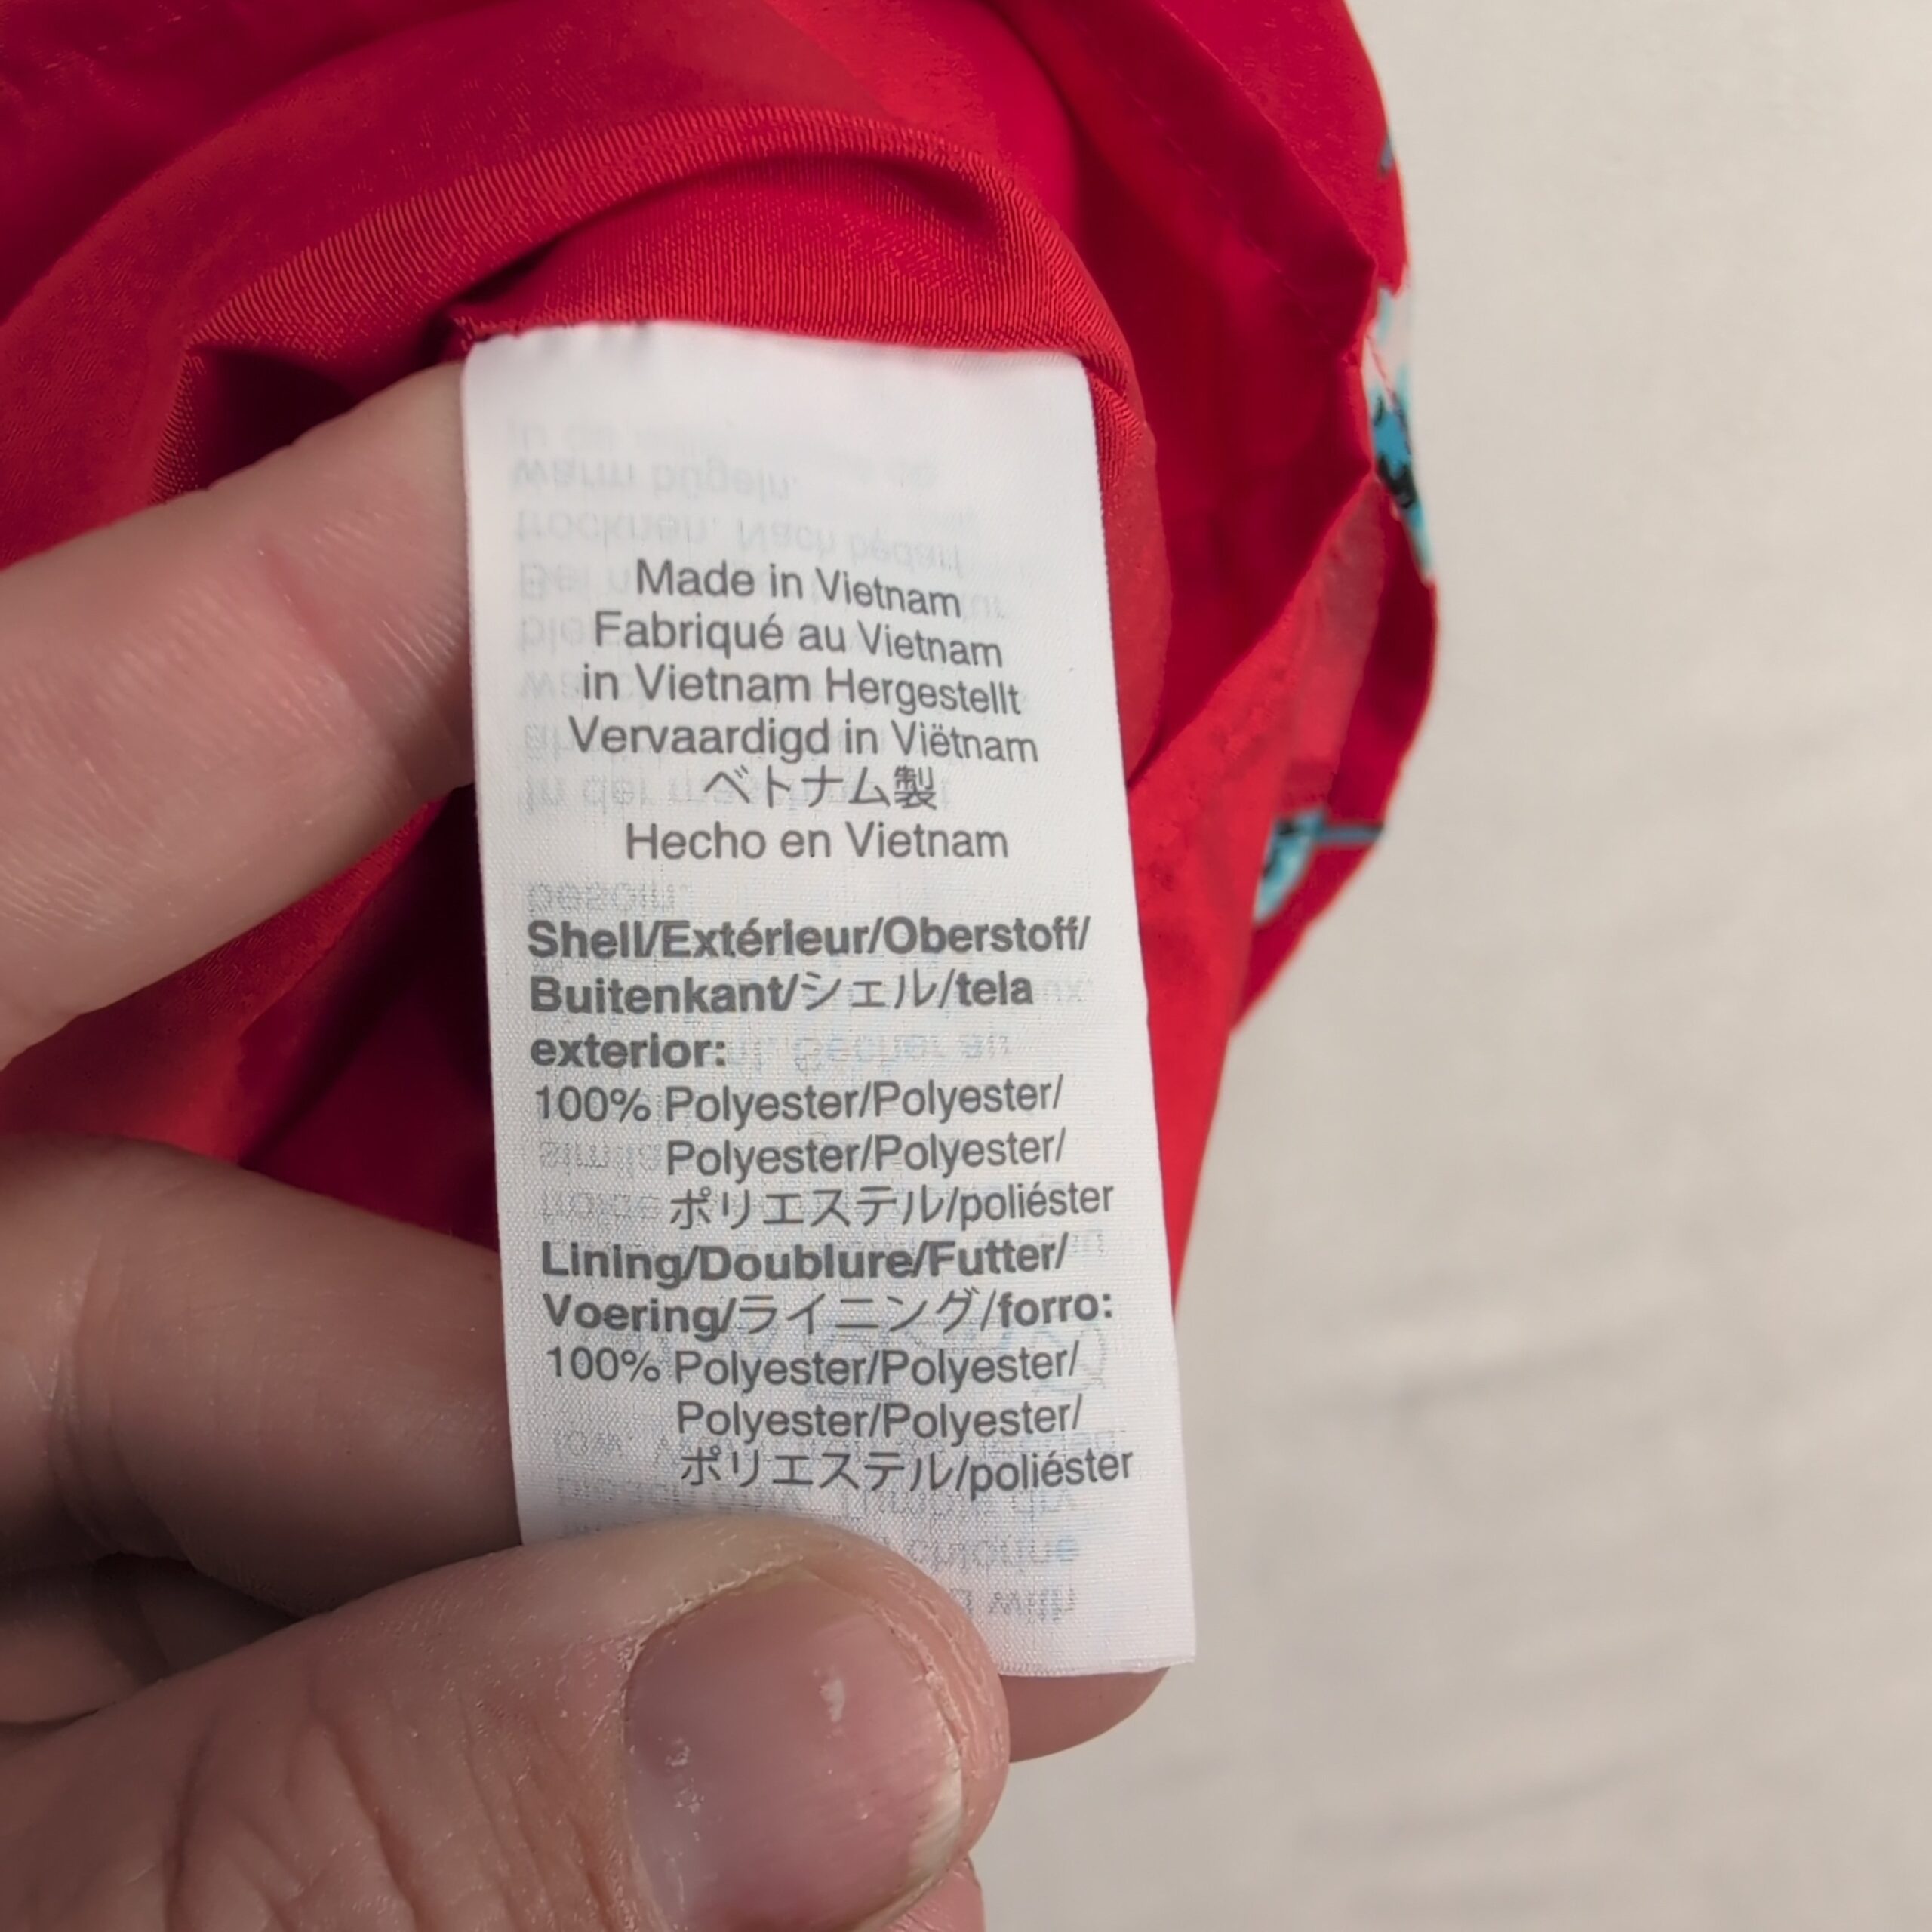 Made in Vietnam
Fabriqué au Vietnam
in Vietnam Hergestellt
Vervaardigd in Viëtnam
ベトナム製
Hecho en Vietnam
Shell/Extérieur/Oberstoff/
Buitenkant/シェル/tela
exterior:
100% Polyester/Polyester/
Polyester/Polyester/
ポリエステル/poliéster
Lining/Doublure/Futter/
Voering/ライニング/forro:
100% Polyester/Polyester/
Polyester/Polyester/
ポリエステル/poliéster